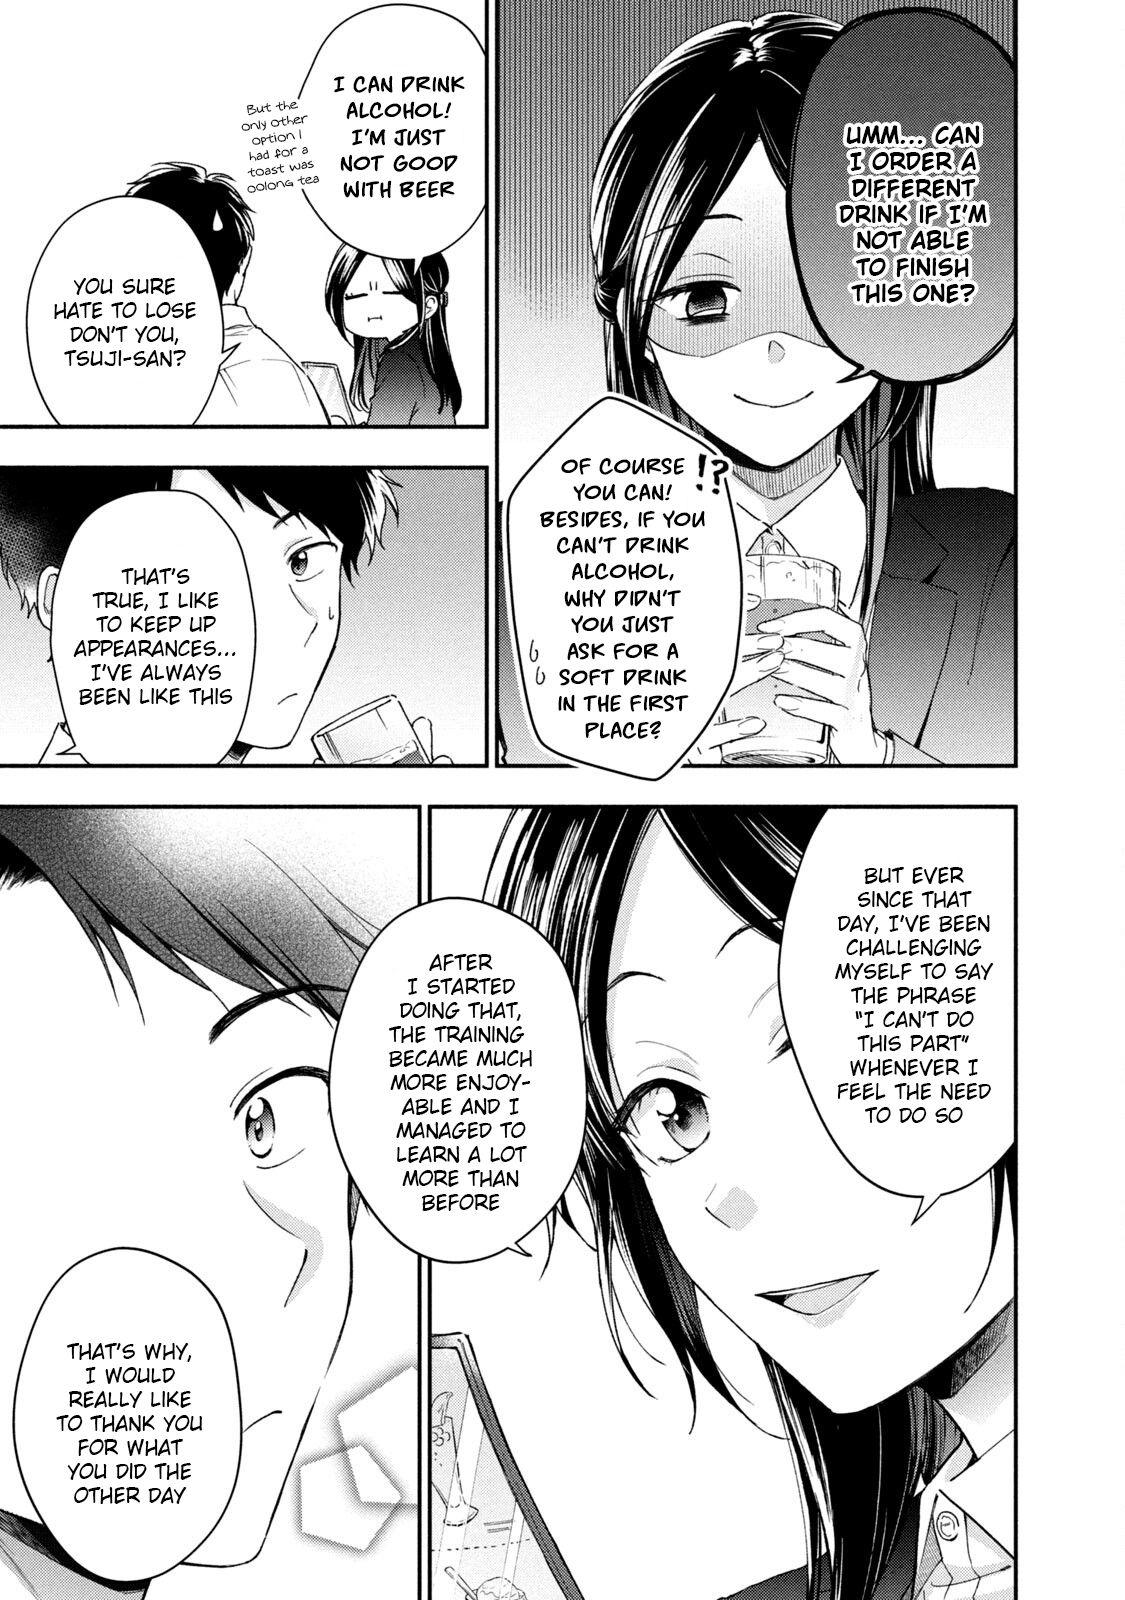 UMM... CAN
I ORDER A
DIFFERENT
DRINK IF I'M
NOT ABLE
TO FINISH
THIS ONE?
!?
OF COURSE
YOU CAN!
BESIDES, IF YOU
CAN'T DRINK
ALCOHOL,
WHY DIDN'T
YOU JUST
ASK FOR A
SOFT DRINK
IN THE FIRST
PLACE?
I CAN DRINK
ALCOHOL!
I'M JUST
NOT GOOD
WITH BEER
But the
only other
option I
had for a
toast was
oolong tea
YOU SURE
HATE TO LOSE
DON'T YOU,
TSUJI-SAN?
THAT'S
TRUE, I LIKE
TO KEEP UP
APPEARANCES...
I'VE ALWAYS
BEEN LIKE THIS
BUT EVER
SINCE THAT
DAY, I'VE BEEN
CHALLENGING
MYSELF TO SAY
THE PHRASE
"I CAN'T DO
THIS PART"
WHENEVER I
FEEL THE NEED
TO DO SO
AFTER
I STARTED
DOING THAT,
THE TRAINING
BECAME MUCH
MORE ENJOY-
ABLE AND I
MANAGED TO
LEARN A LOT
MORE THAN
BEFORE
THAT'S WHY,
I WOULD
REALLY LIKE
TO THANK YOU
FOR WHAT
YOU DID THE
OTHER DAY